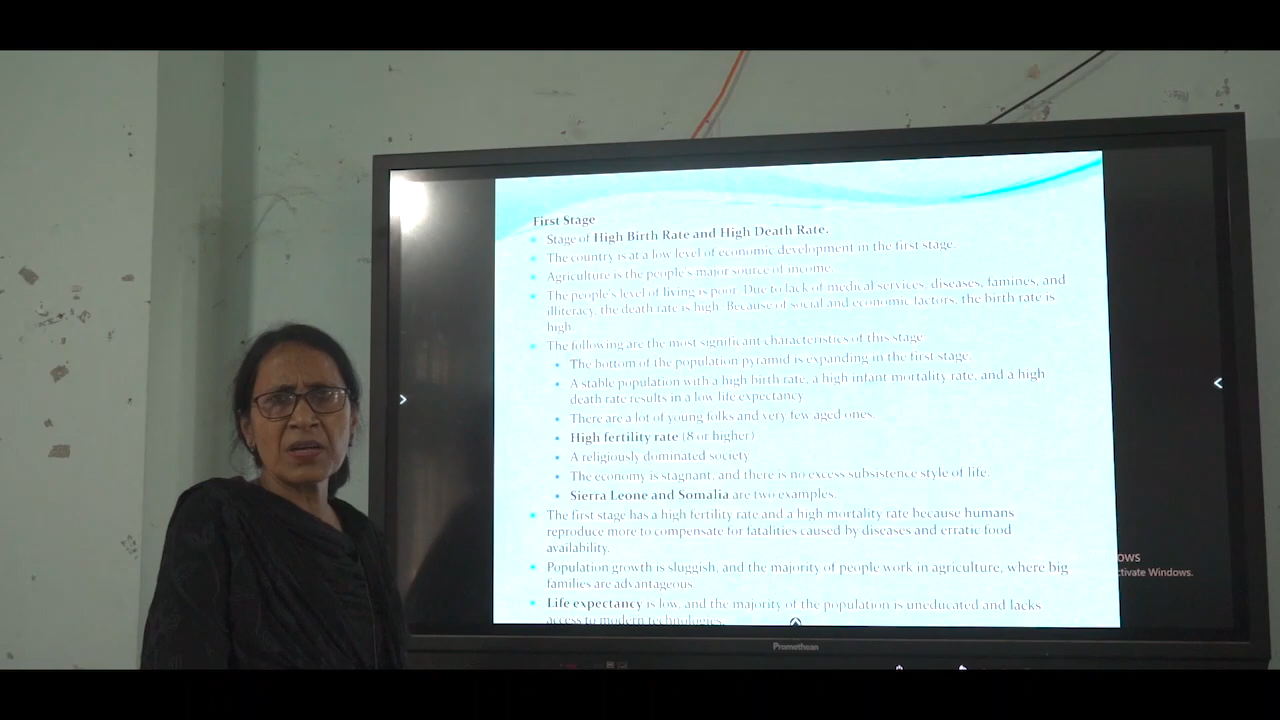 First Stage
Stage of High Birth Rate and High Death Rate.
The country is at a low level of economic development in the first stage.
Agriculture is the people's major source of income.
The people's level of living is poor. Due to lack of medical services, diseases, famines, and
illiteracy, the death rate is high. Because of social and economic factors, the birth rate is
high.
The following are the most significant characteristics of this stage:
The bottom of the population pyramid is expanding in the first stage.
A stable population with a high birth rate, a high infant mortality rate, and a high
death rate results in a low life expectancy
There are a lot of young folks and very few aged ones.
High fertility rate (8 or higher)
A religiously dominated society
The economy is stagnant, and there is no excess subsistence style of life.
Sierra Leone and Somalia are two examples.
The first stage has a high fertility rate and a high mortality rate because humans
reproduce more to compensate for fatalities caused by diseases and erratic food
availability.
Population growth is sluggish, and the majority of people work in agriculture, where big
families are advantageous
Life expectancy is low, and the majority of the population is uneducated and lacks
access to modern technologies.
Promethean